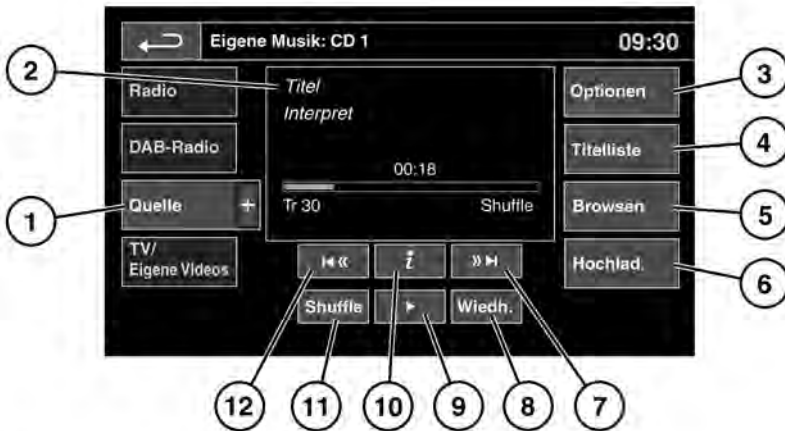 Eigene Musik: CD 1 09:30
2
Radio
Titel
Interpret
Optionen
3
DAB-Radio
Titelliste
4
00:18
1
Quelle +
Tr 30 Shuffle
Browsen
5
TV/
Eigene Videos
i
Hochlad.
6
Shuffle
Wiedh.
12 11 10 9 8 7